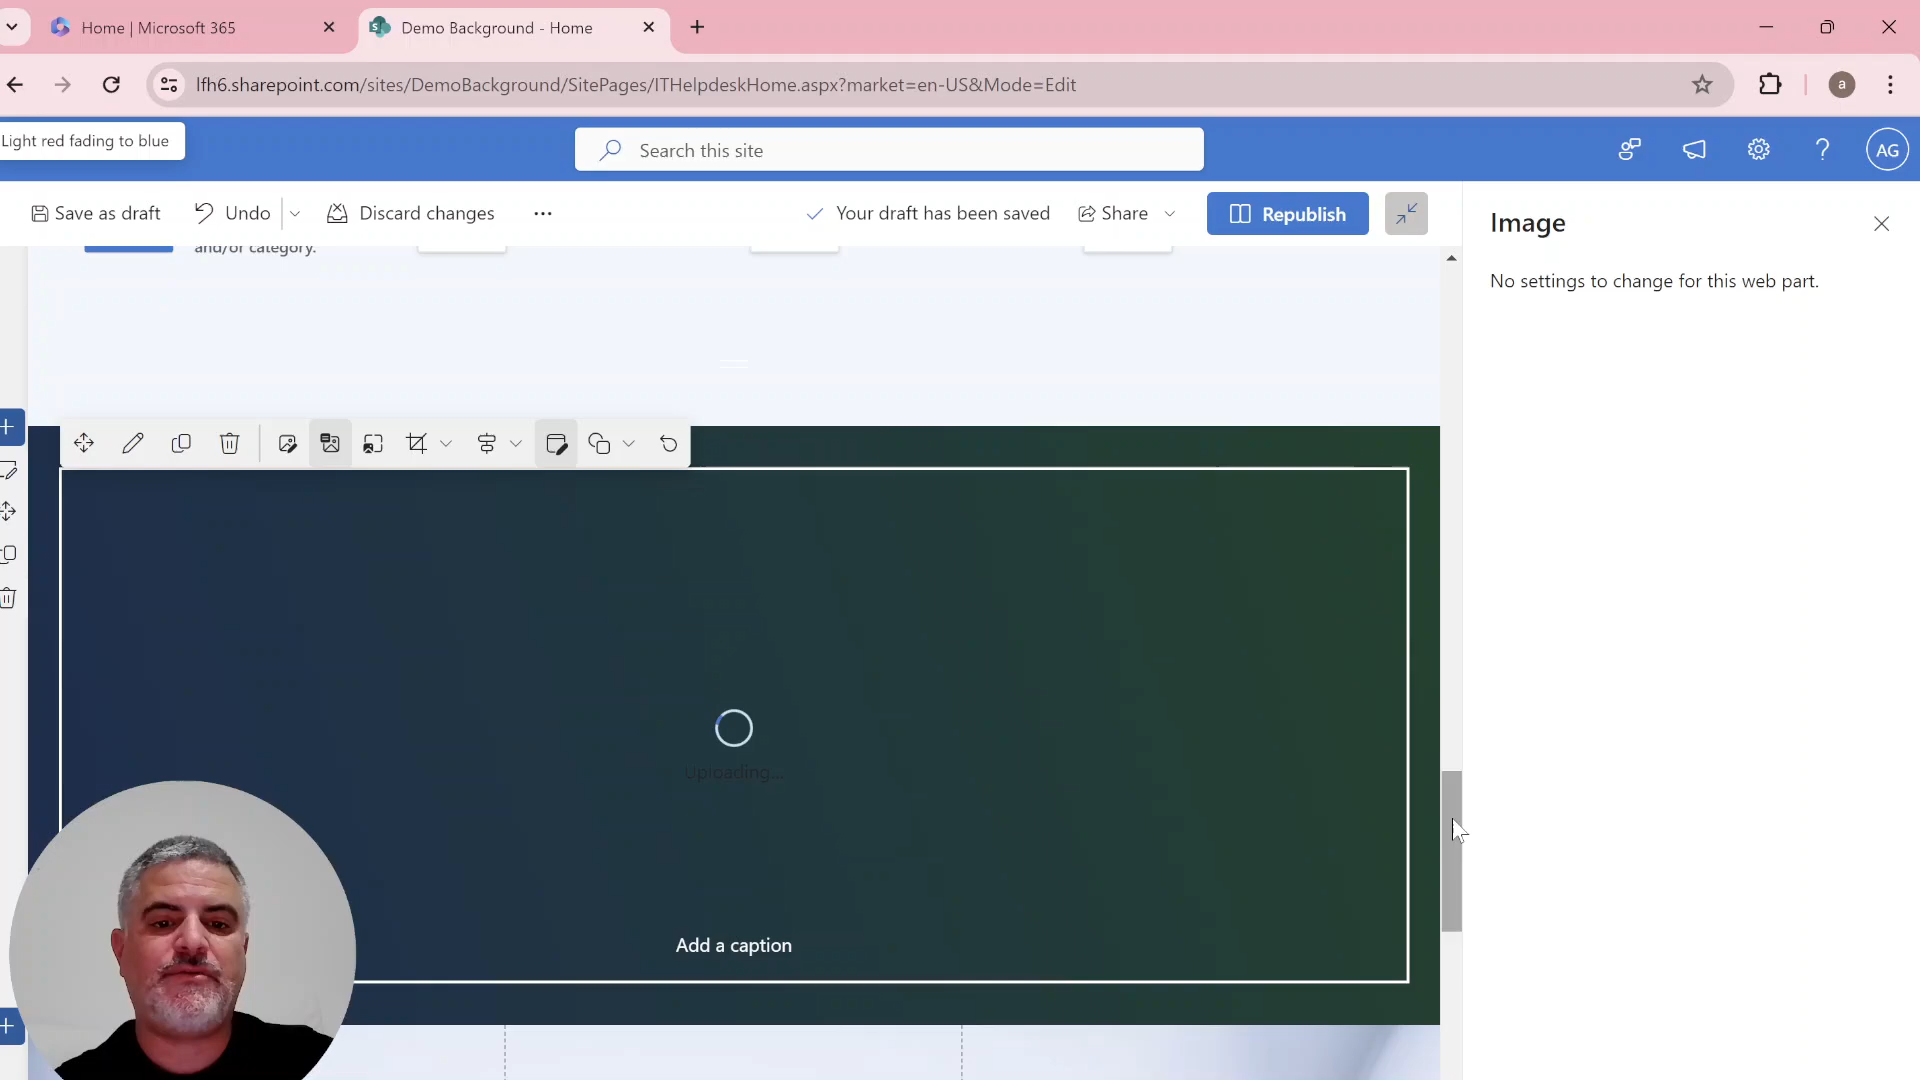 Home | Microsoft 365
Demo Background - Home
lfh6.sharepoint.com/sites/DemoBackground/SitePages/ITHelpdeskHome.aspx?market=en-US&Mode=Edit
a
Light red fading to blue
Search this site
AG
Save as draft
Undo
Discard changes
Your draft has been saved
Share
Republish
Image
and/or category.
No settings to change for this web part.
Uploading...
Add a caption